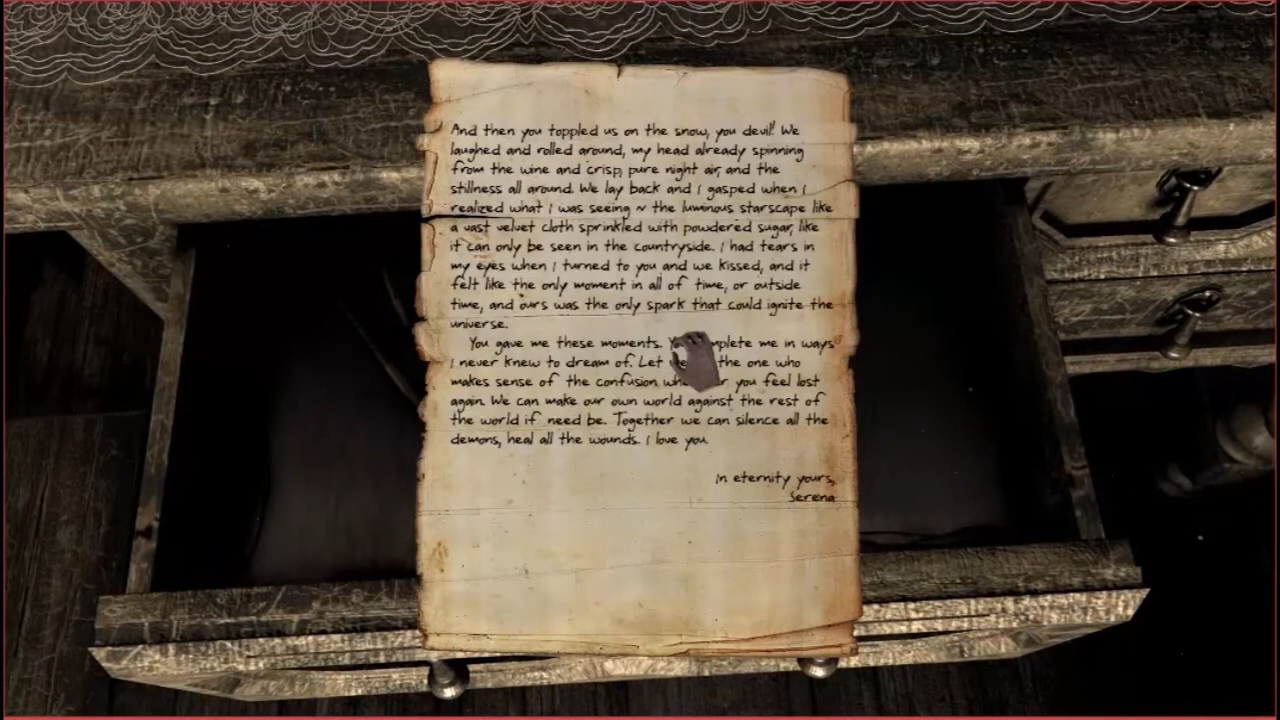 And then you toppled us on the snow, you devil! We
laughed and rolled around, my head already spinning
from the wine and crisp, pure night air, and the
stillness all around. We lay back and I gasped when I
realized what I was seeing ~ the luminous starscape like
a vast velvet cloth sprinkled with powdered sugar, like
it can only be seen in the countryside. I had tears in
my eyes when I turned to you and we kissed, and it
felt like the only moment in all of time, or outside
time, and ours was the only spark that could ignite the
universe.
You gave me these moments. me in ways
I never knew to dream of. Let the one who
makes sense of the confusion you feel lost
again. We can make our own world against the rest of
the world if need be. Together we can silence all the
demons, heal all the wounds. I love you.
In eternity yours,
Serena